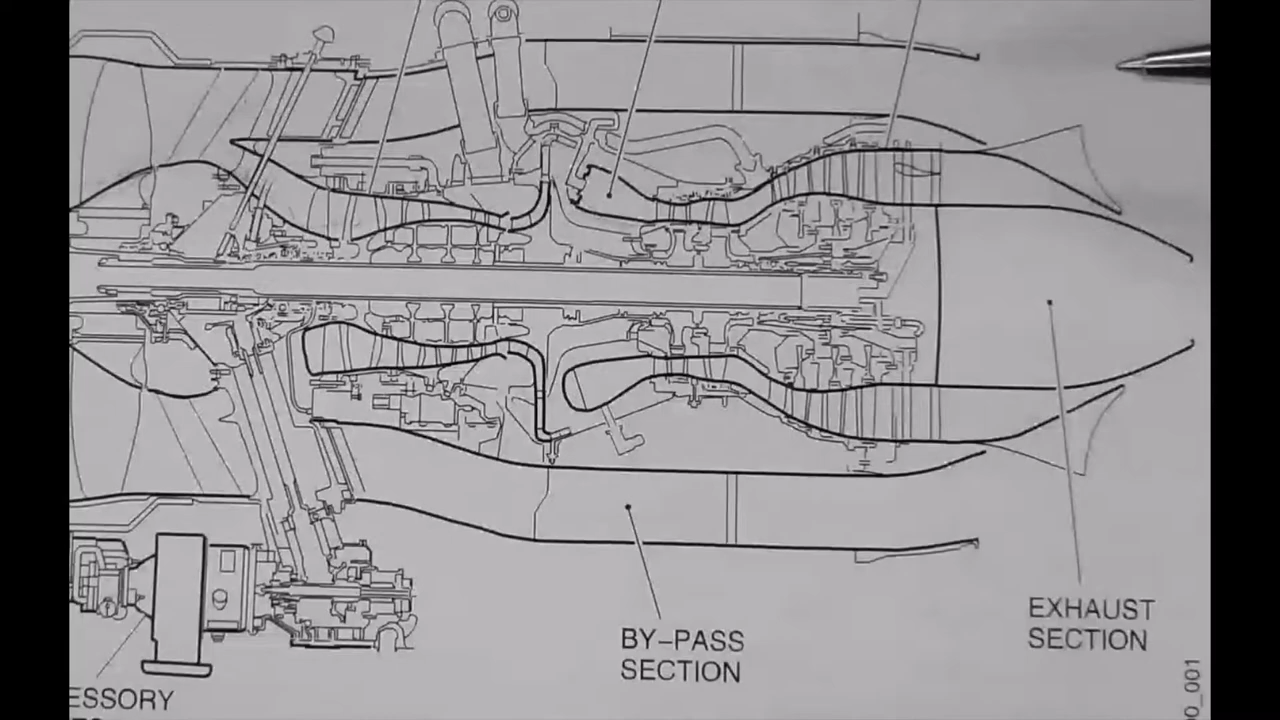 BY-PASS
SECTION
EXHAUST
SECTION
ESSORY
0_001